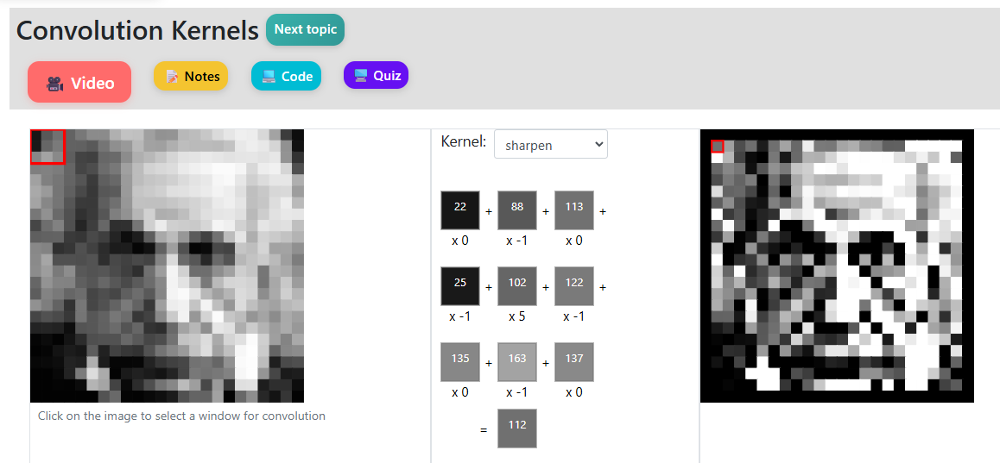 Convolution Kernels Next topic
Video Notes Code Quiz
Kernel: sharpen
22 + 88 + 113 +
x 0 x -1 x 0
25 + 102 + 122 +
x -1 x 5 x -1
135 + 163 + 137
x 0 x -1 x 0
= 112
Click on the image to select a window for convolution